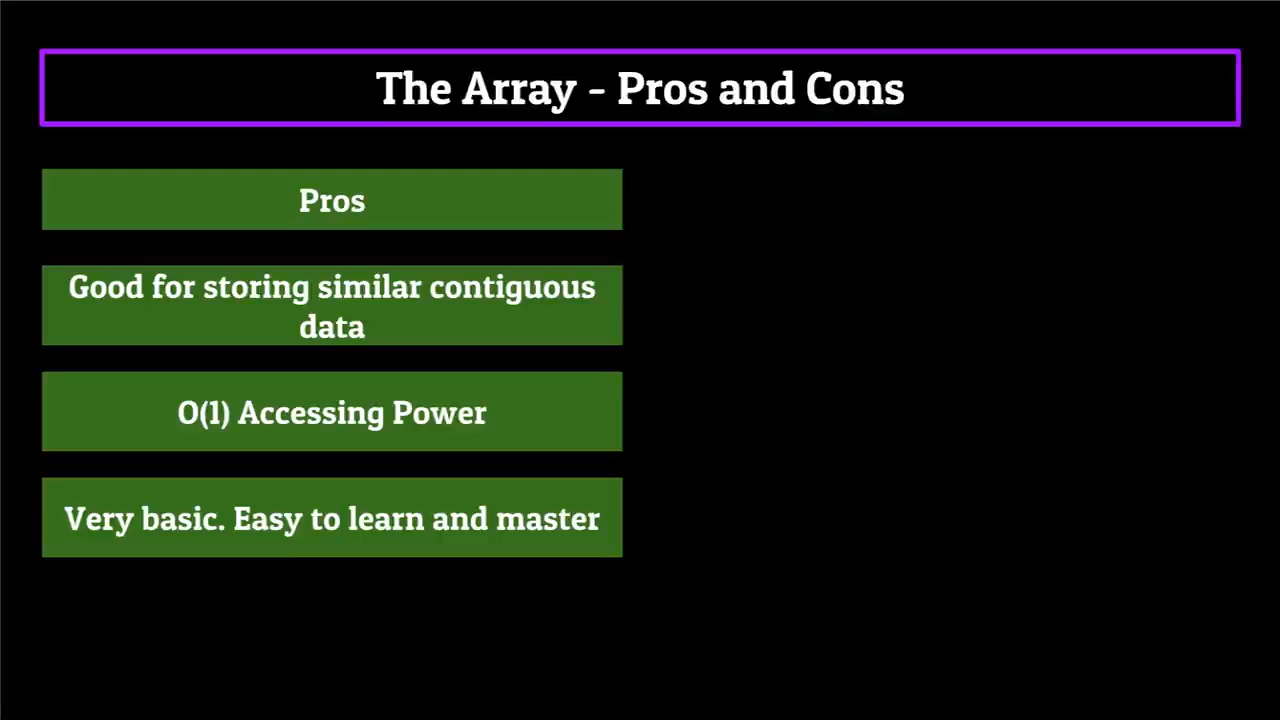 The Array - Pros and Cons
Pros
Good for storing similar contiguous
data
O(1) Accessing Power
Very basic. Easy to learn and master